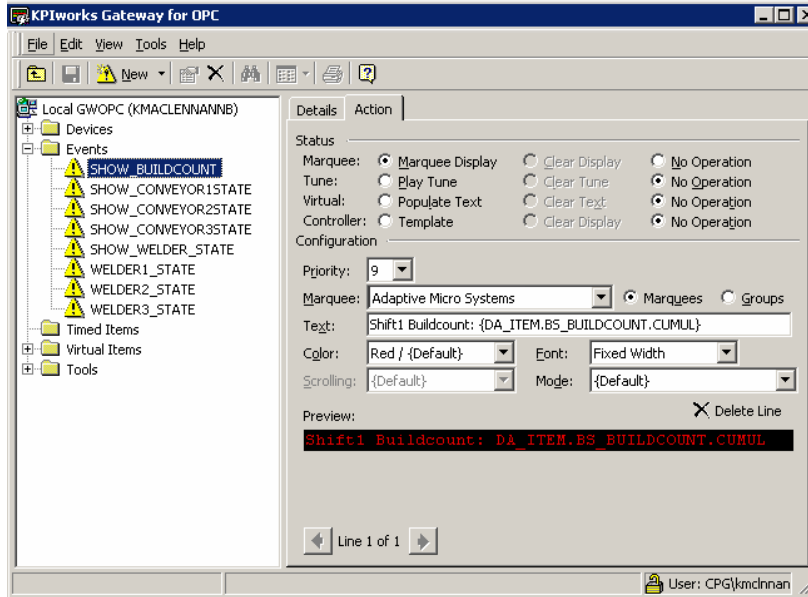 KPIworks Gateway for OPC
File Edit View Tools Help
New
Local GWOPC (KMACLENNANNB)
Devices
Events
SHOW_BUILDCOUNT
SHOW_CONVEYOR1STATE
SHOW_CONVEYOR2STATE
SHOW_CONVEYOR3STATE
SHOW_WELDER_STATE
WELDER1_STATE
WELDER2_STATE
WELDER3_STATE
Timed Items
Virtual Items
Tools
Details Action
Status
Marquee: Marquee Display Clear Display No Operation
Tune: Play Tune Clear Tune No Operation
Virtual: Populate Text Clear Text No Operation
Controller: Template Clear Display No Operation
Configuration
Priority: 9
Marquee: Adaptive Micro Systems Marquees Groups
Text: Shift1 Buildcount: {DA_ITEM.BS_BUILDCOUNT.CUMUL}
Color: Red / {Default} Font: Fixed Width
Scrolling: {Default} Mode: {Default}
Preview: Delete Line
Shift1 Buildcount: DA_ITEM.BS_BUILDCOUNT.CUMUL
Line 1 of 1
User: CPG\kmclnnan